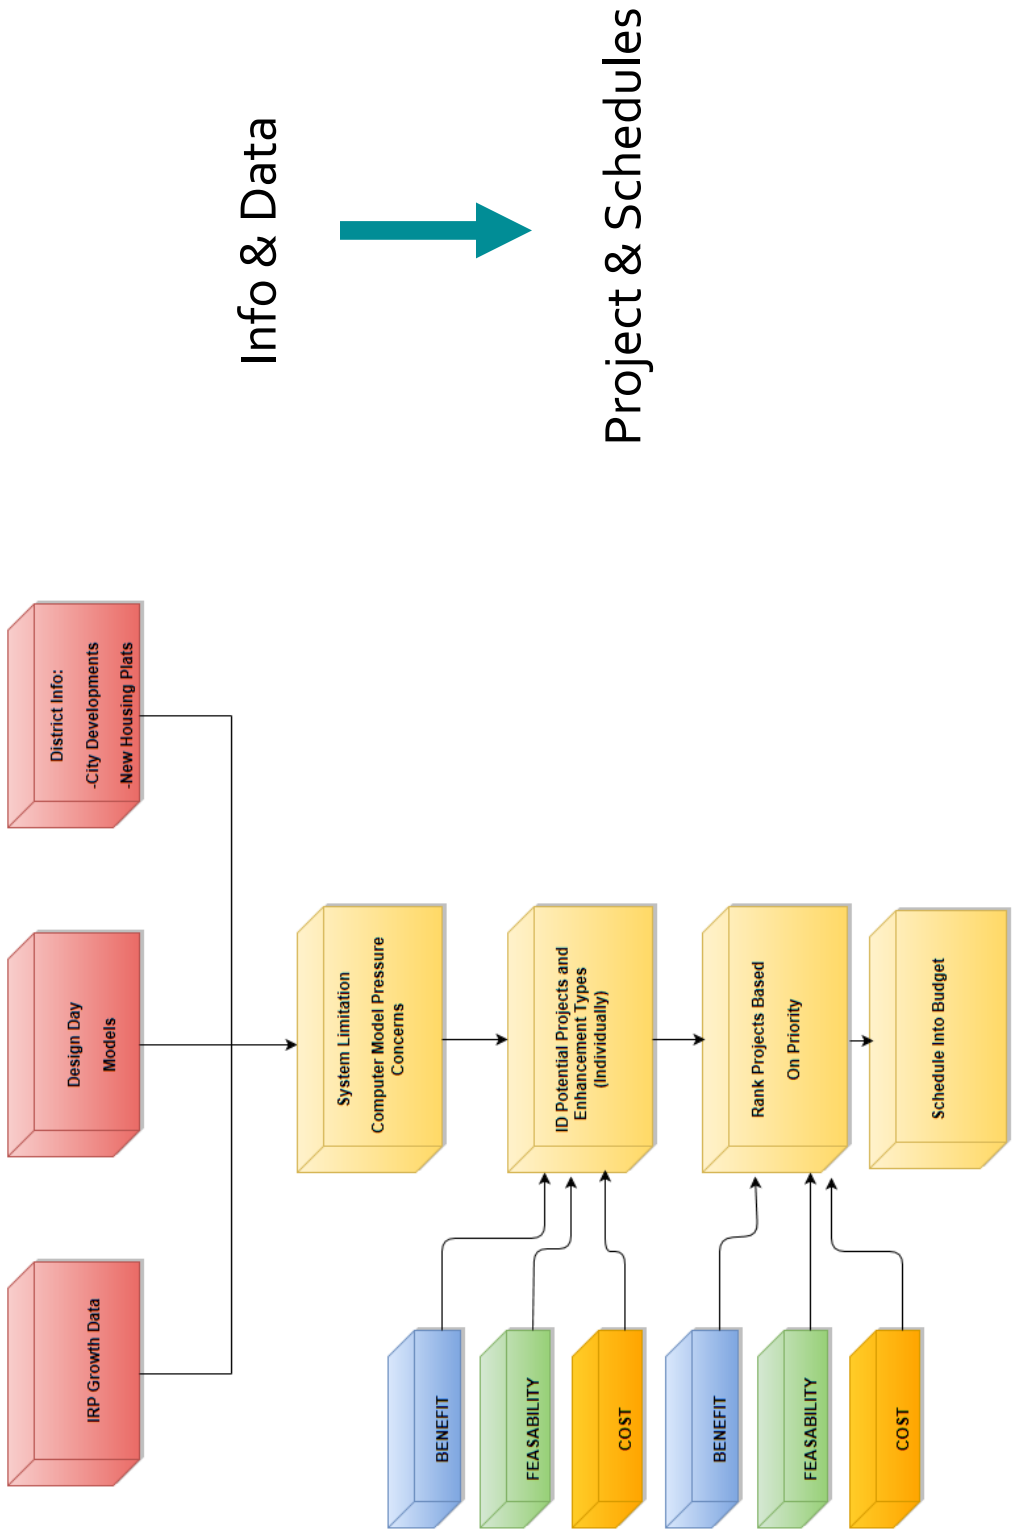 Info & Data
Project & Schedules
IRP Growth Data
Design Day
Models
District Info:
-City Developments
-New Housing Plats
System Limitation
Computer Model Pressure
Concerns
BENEFIT
FEASABILITY
COST
ID Potential Projects and
Enhancement Types
(Individually)
BENEFIT
FEASABILITY
COST
Rank Projects Based
On Priority
Schedule Into Budget